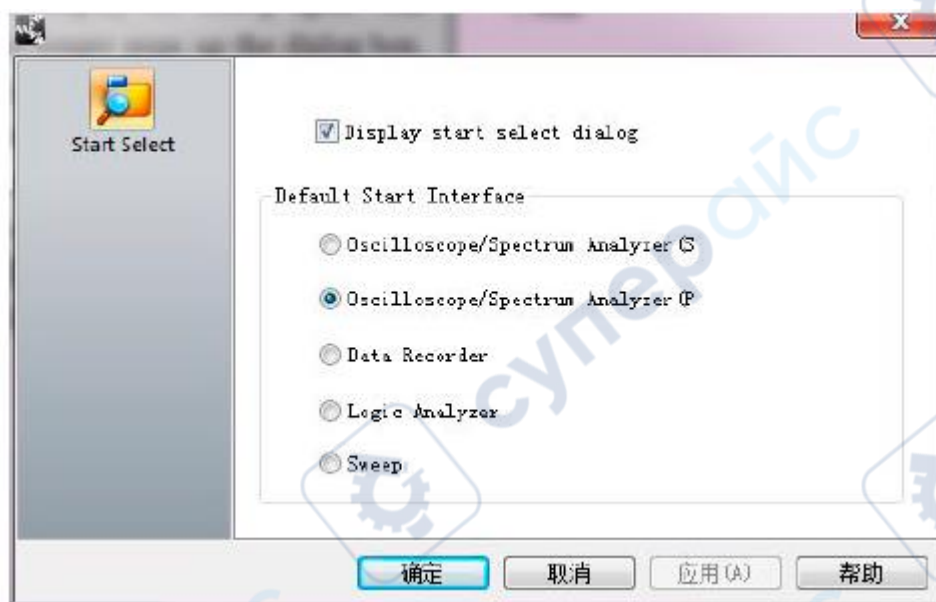 Start Select
Display start select dialog
Default Start Interface
Oscilloscope/Spectrum Analyzer (S
Oscilloscope/Spectrum Analyzer (P
Data Recorder
Logic Analyzer
Sweep
确定 取消 应用(A) 帮助
суперайс